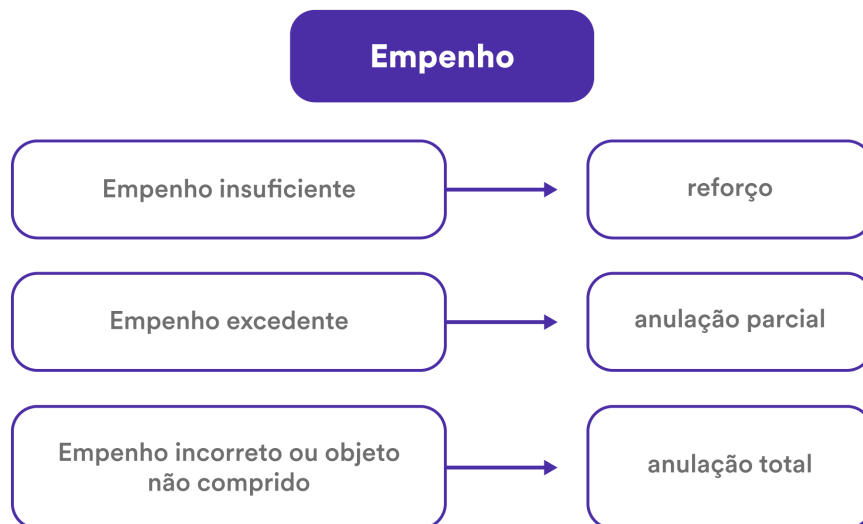 Empenho
Empenho insuficiente
reforço
Empenho excedente
anulação parcial
Empenho incorreto ou objeto
não comprido
anulação total